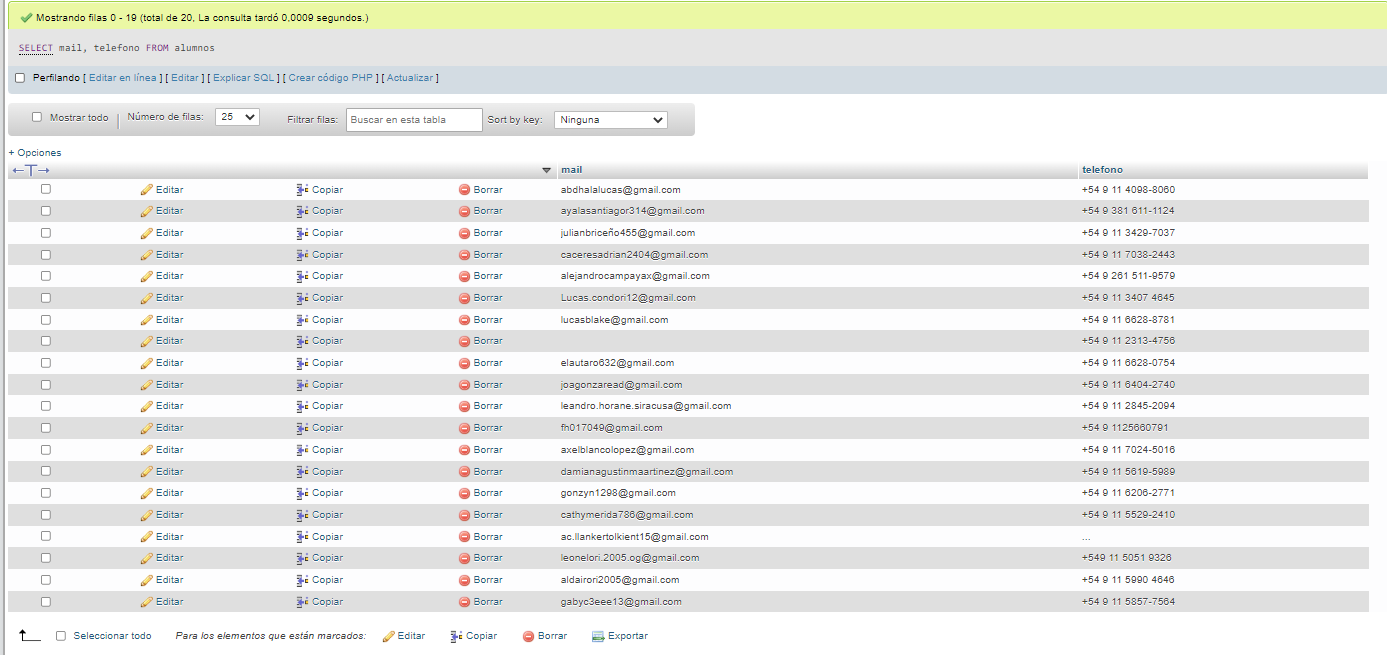 Mostrando filas 0 - 19 (total de 20, La consulta tardó 0,0009 segundos.)
SELECT mail, telefono FROM alumnos
Perfilando [ Editar en línea ] [ Editar ] [ Explicar SQL ] [ Crear código PHP ] [ Actualizar ]
Mostrar todo Número de filas: 25 Filtrar filas: Buscar en esta tabla Sort by key: Ninguna
+ Opciones
←T→ mail telefono
Editar Copiar Borrar abdhalalucas@gmail.com +54 9 11 4098-8060
Editar Copiar Borrar ayalasantiagor314@gmail.com +54 9 381 611-1124
Editar Copiar Borrar julianbriceño455@gmail.com +54 9 11 3429-7037
Editar Copiar Borrar caceresadrian2404@gmail.com +54 9 11 7038-2443
Editar Copiar Borrar alejandrocampayax@gmail.com +54 9 261 511-9579
Editar Copiar Borrar Lucas.condori12@gmail.com +54 9 11 3407 4645
Editar Copiar Borrar lucasblake@gmail.com +54 9 11 6628-8781
Editar Copiar Borrar +54 9 11 2313-4756
Editar Copiar Borrar elautaro632@gmail.com +54 9 11 6628-0754
Editar Copiar Borrar joagonzaread@gmail.com +54 9 11 6404-2740
Editar Copiar Borrar leandro.horane.siracusa@gmail.com +54 9 11 2845-2094
Editar Copiar Borrar fh017049@gmail.com +54 9 1125660791
Editar Copiar Borrar axelblancolopez@gmail.com +54 9 11 7024-5016
Editar Copiar Borrar damianagustinmaartinez@gmail.com +54 9 11 5619-5989
Editar Copiar Borrar gonzyn1298@gmail.com +54 9 11 6206-2771
Editar Copiar Borrar cathymerida786@gmail.com +54 9 11 5529-2410
Editar Copiar Borrar ac.llankertolkient15@gmail.com ...
Editar Copiar Borrar leonelori.2005.og@gmail.com +549 11 5051 9326
Editar Copiar Borrar aldairori2005@gmail.com +54 9 11 5990 4646
Editar Copiar Borrar gabyc3eee13@gmail.com +54 9 11 5857-7564
Seleccionar todo Para los elementos que están marcados: Editar Copiar Borrar Exportar